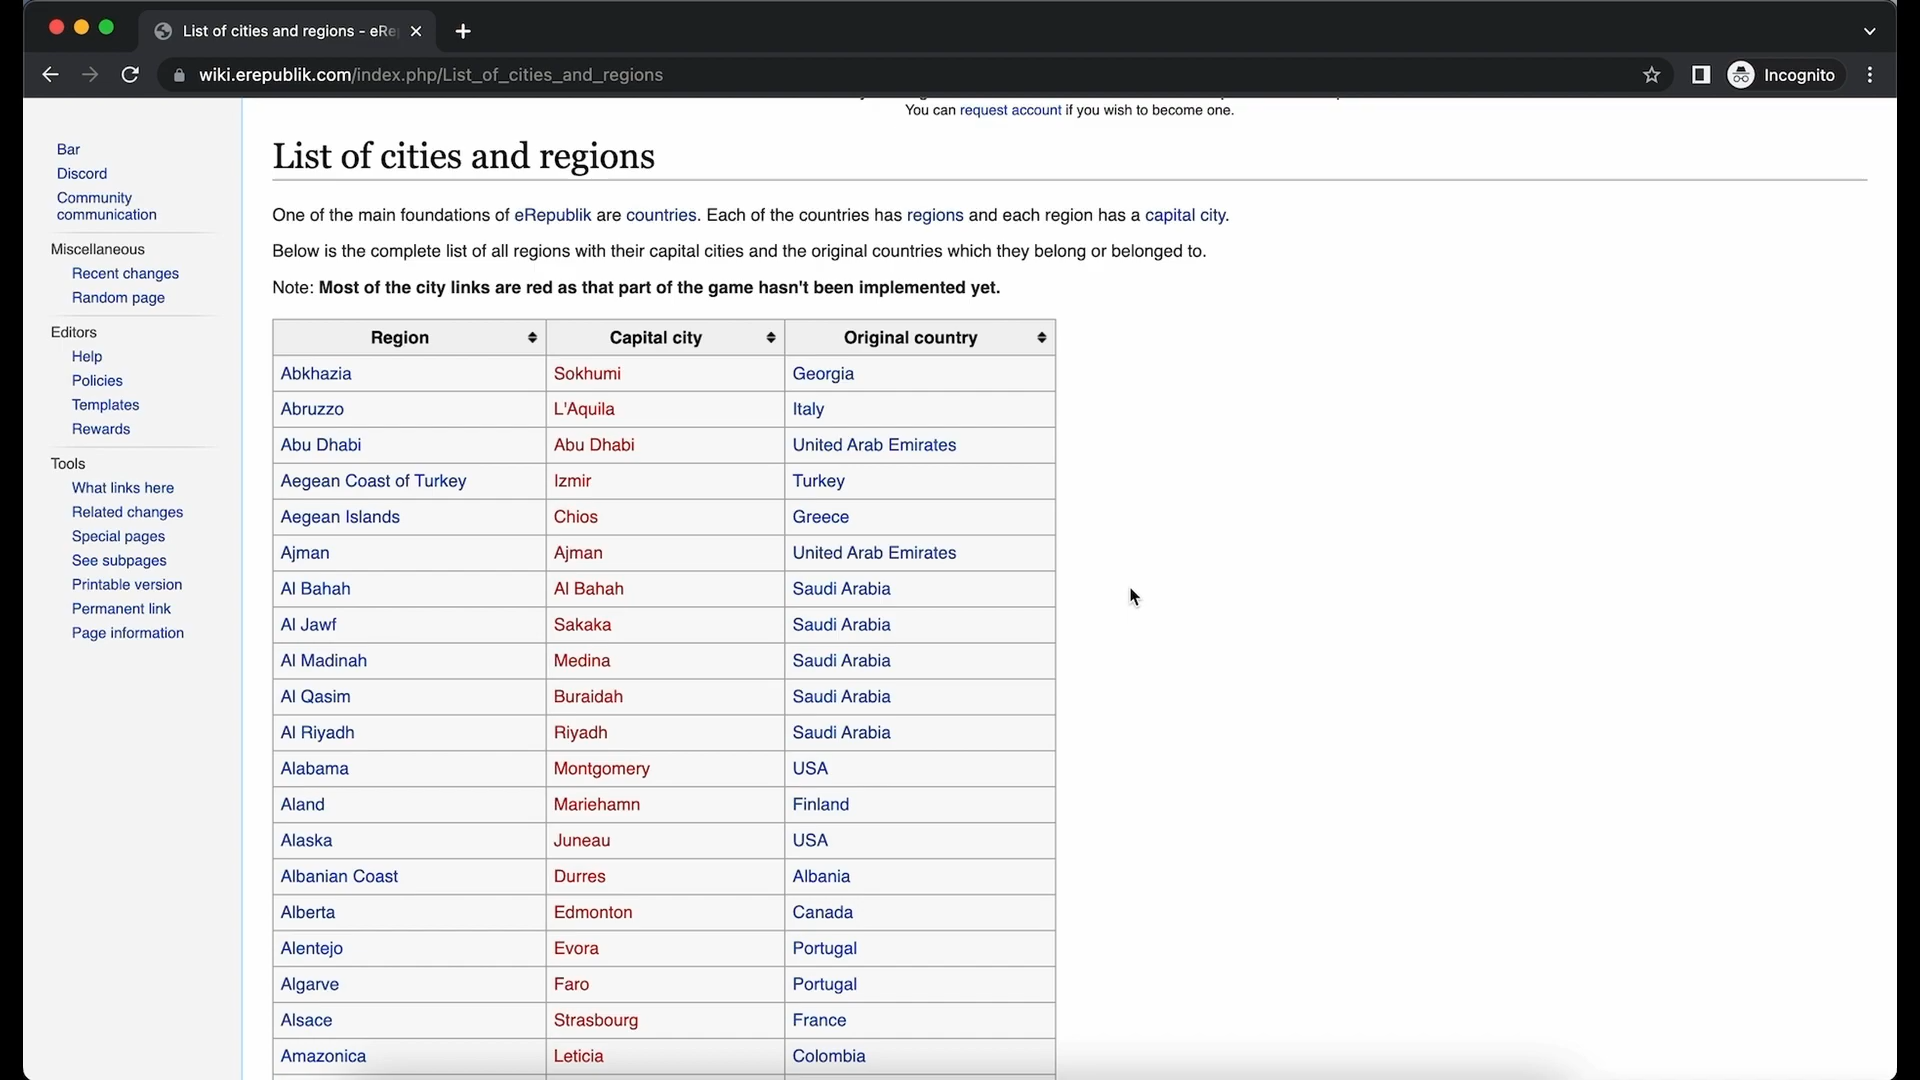 List of cities and regions - eRe
wiki.erepublik.com/index.php/List_of_cities_and_regions
Incognito
You can request account if you wish to become one.
Bar
Discord
Community
communication
Miscellaneous
Recent changes
Random page
Editors
Help
Policies
Templates
Rewards
Tools
What links here
Related changes
Special pages
See subpages
Printable version
Permanent link
Page information
List of cities and regions
One of the main foundations of eRepublik are countries. Each of the countries has regions and each region has a capital city.
Below is the complete list of all regions with their capital cities and the original countries which they belong or belonged to.
Note: Most of the city links are red as that part of the game hasn't been implemented yet.
Region Capital city Original country
Abkhazia Sokhumi Georgia
Abruzzo L'Aquila Italy
Abu Dhabi Abu Dhabi United Arab Emirates
Aegean Coast of Turkey Izmir Turkey
Aegean Islands Chios Greece
Ajman Ajman United Arab Emirates
Al Bahah Al Bahah Saudi Arabia
Al Jawf Sakaka Saudi Arabia
Al Madinah Medina Saudi Arabia
Al Qasim Buraidah Saudi Arabia
Al Riyadh Riyadh Saudi Arabia
Alabama Montgomery USA
Aland Mariehamn Finland
Alaska Juneau USA
Albanian Coast Durres Albania
Alberta Edmonton Canada
Alentejo Evora Portugal
Algarve Faro Portugal
Alsace Strasbourg France
Amazonica Leticia Colombia